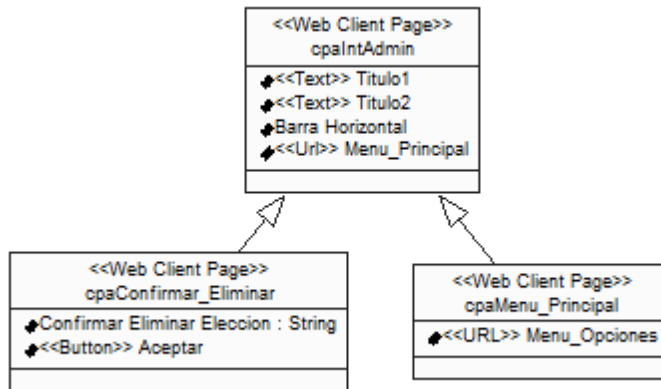 <<Web Client Page>>
cpaIntAdmin
<<Text>> Titulo1
<<Text>> Titulo2
Barra Horizontal
<<Url>> Menu_Principal
<<Web Client Page>>
cpaConfirmar_Eliminar
Confirmar Eliminar Eleccion : String
<<Button>> Aceptar
<<Web Client Page>>
cpaMenu_Principal
<<URL>> Menu_Opciones